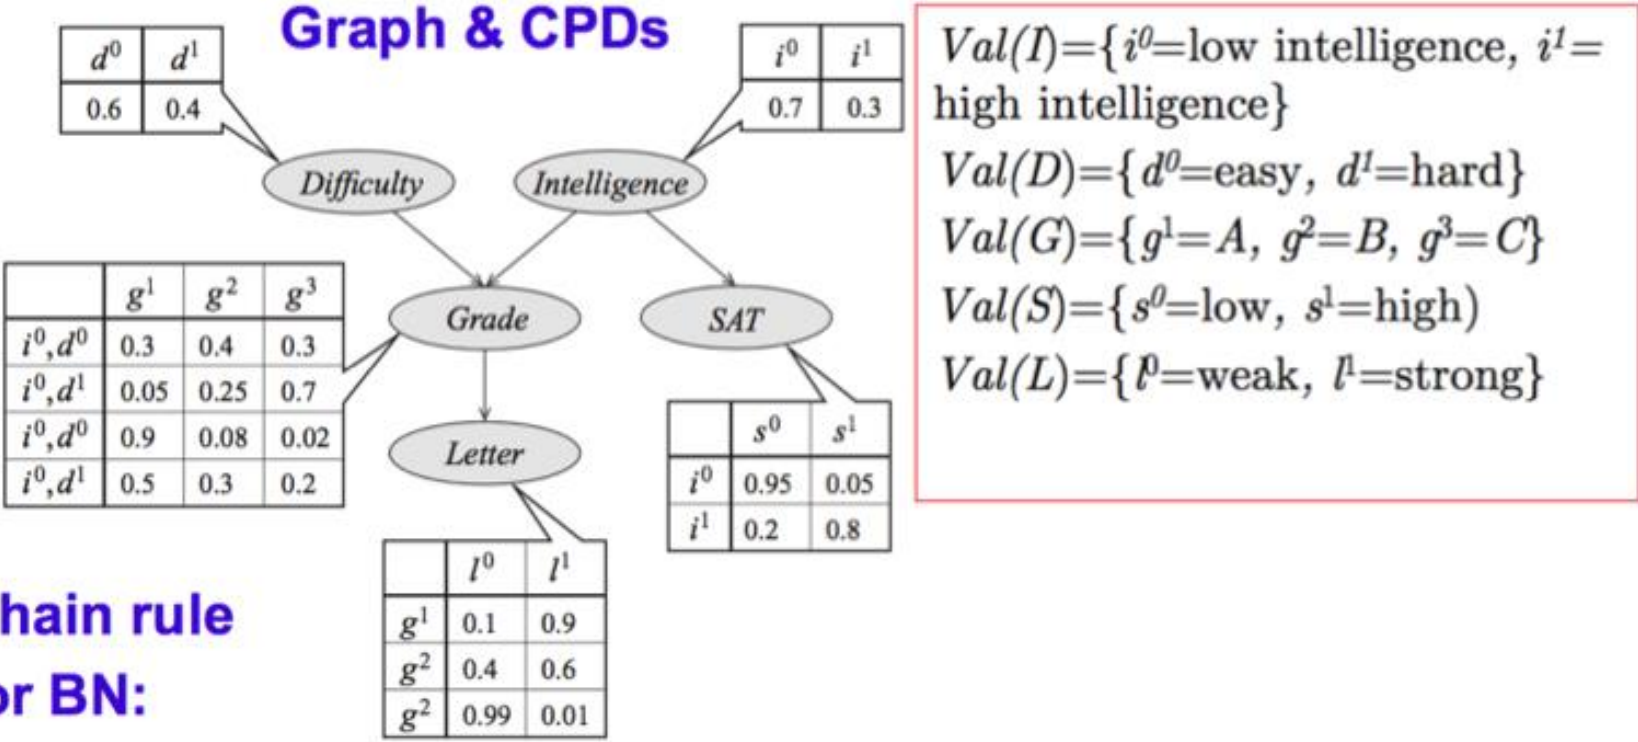 Graph & CPDs
d⁰ d¹
0.6 0.4
i⁰ i¹
0.7 0.3
Difficulty
Intelligence
g¹ g² g³
i⁰,d⁰ 0.3 0.4 0.3
i⁰,d¹ 0.05 0.25 0.7
i⁰,d⁰ 0.9 0.08 0.02
i⁰,d¹ 0.5 0.3 0.2
Grade
SAT
Letter
s⁰ s¹
i⁰ 0.95 0.05
i¹ 0.2 0.8
l⁰ l¹
g¹ 0.1 0.9
g² 0.4 0.6
g² 0.99 0.01
hain rule
or BN:
Val(I)={i⁰=low intelligence, i¹=
high intelligence}
Val(D)={d⁰=easy, d¹=hard}
Val(G)={g¹=A, g²=B, g³=C}
Val(S)={s⁰=low, s¹=high)
Val(L)={l⁰=weak, l¹=strong}